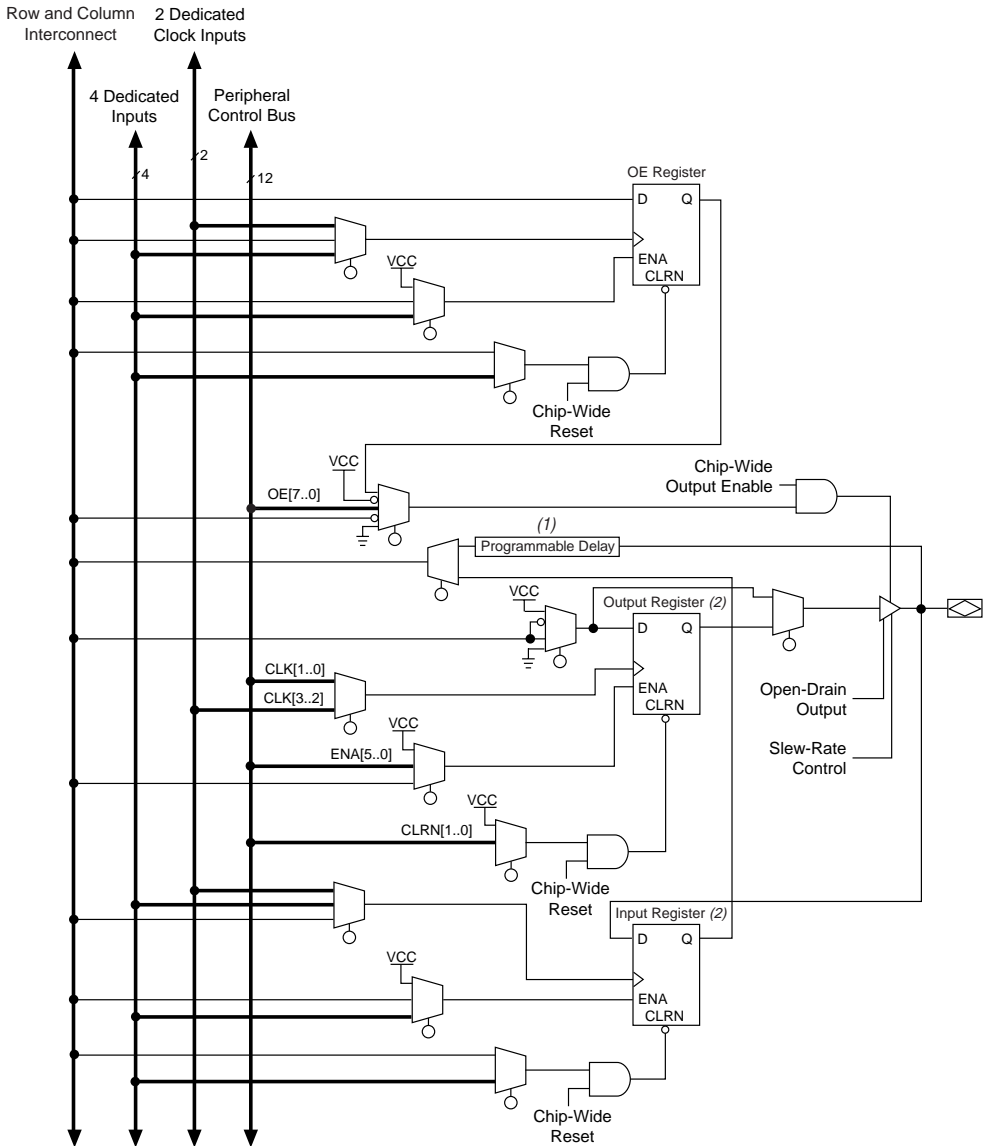 Row and Column
Interconnect
2 Dedicated
Clock Inputs
4 Dedicated
Inputs
Peripheral
Control Bus
2
4
12
OE Register
D Q
ENA
CLRN
VCC
Chip-Wide
Reset
VCC
OE[7..0]
Chip-Wide
Output Enable
(1)
Programmable Delay
VCC
Output Register (2)
D Q
ENA
CLRN
CLK[1..0]
CLK[3..2]
Open-Drain
Output
VCC
ENA[5..0]
Slew-Rate
Control
VCC
CLRN[1..0]
Chip-Wide
Reset
Input Register (2)
D Q
ENA
CLRN
VCC
Chip-Wide
Reset